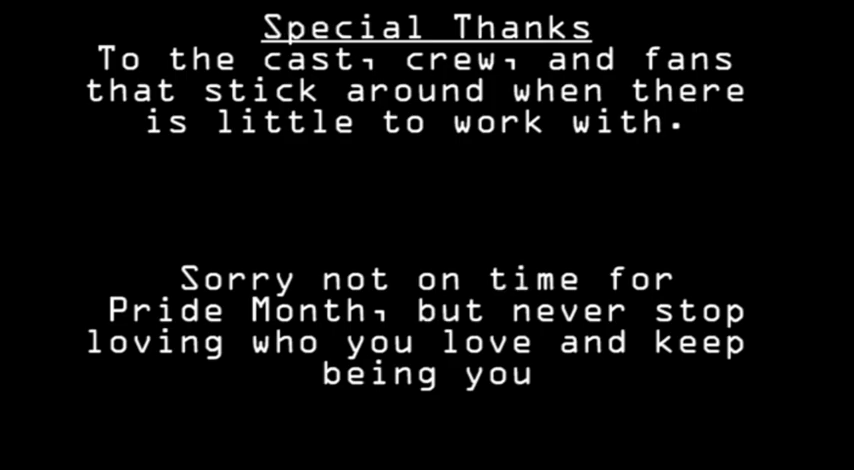 Special Thanks
To the cast, crew, and fans
that stick around when there
is little to work with.
Sorry not on time for
Pride Month, but never stop
loving who you love and keep
being you